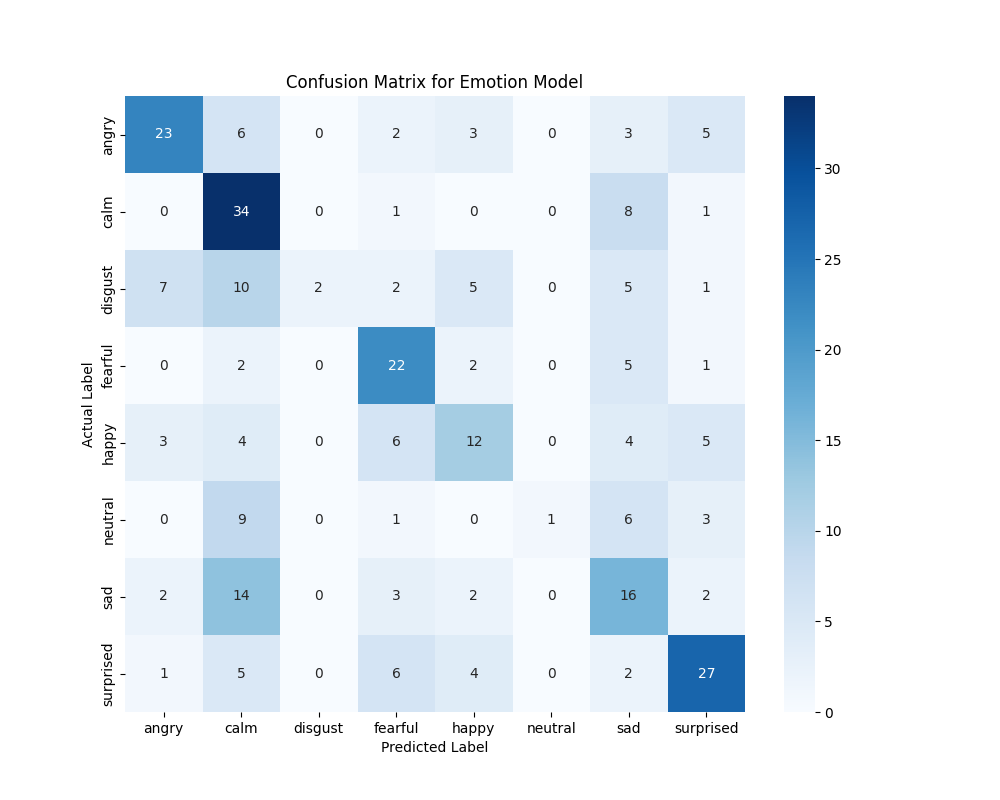 Confusion Matrix for Emotion Model
Actual Label
angry 23 6 0 2 3 0 3 5
calm 0 34 0 1 0 0 8 1
disgust 7 10 2 2 5 0 5 1
fearful 0 2 0 22 2 0 5 1
happy 3 4 0 6 12 0 4 5
neutral 0 9 0 1 0 1 6 3
sad 2 14 0 3 2 0 16 2
surprised 1 5 0 6 4 0 2 27
angry calm disgust fearful happy neutral sad surprised
Predicted Label
30
25
20
15
10
5
0